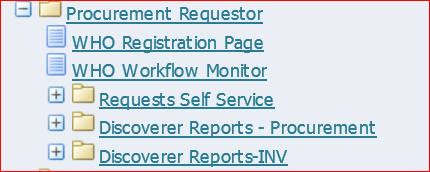 Procurement Requestor
WHO Registration Page
WHO Workflow Monitor
Requests Self Service
Discoverer Reports - Procurement
Discoverer Reports-INV